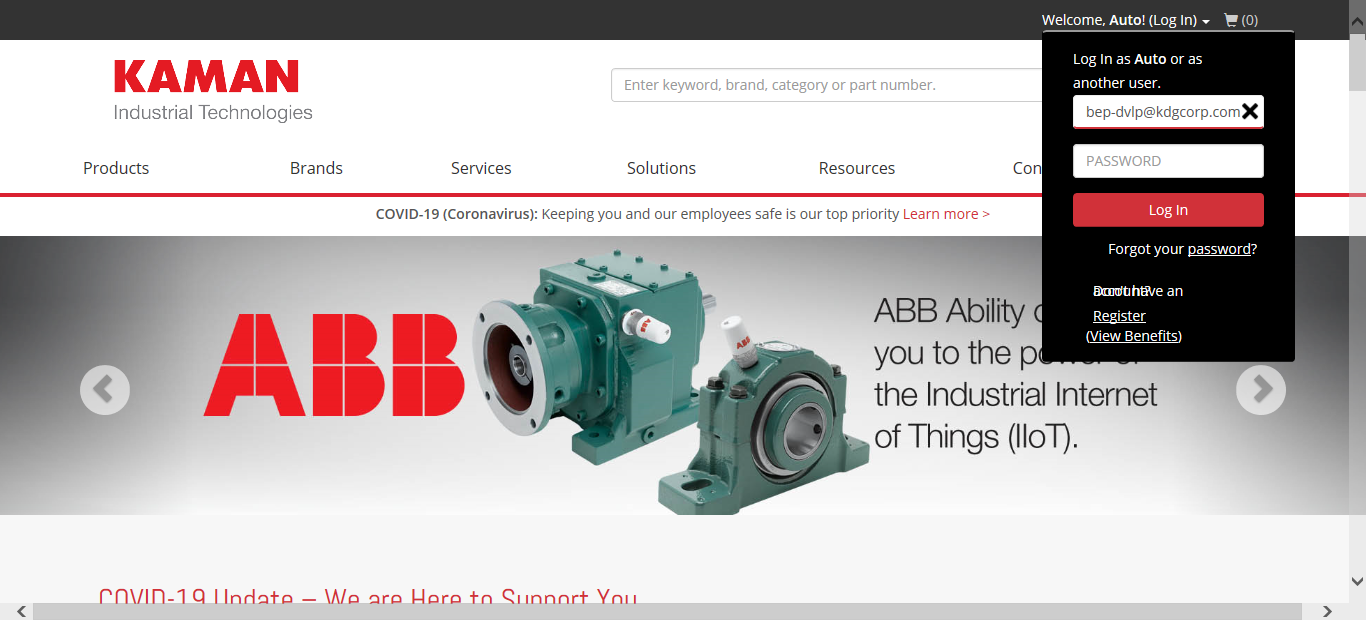 Welcome, Auto! (Log In) (0)
KAMAN
Industrial Technologies
Enter keyword, brand, category or part number.
Log In as Auto or as
another user.
bep-dvlp@kdgcorp.com
PASSWORD
Log In
Forgot your password?
Don't have an
account?
Register
(View Benefits)
Products Brands Services Solutions Resources Con
COVID-19 (Coronavirus): Keeping you and our employees safe is our top priority Learn more >
ABB
ABB Ability
you to the power of
the Industrial Internet
of Things (IIoT).
ABB
ABB
COVID-19 Update – We are Here to Support You